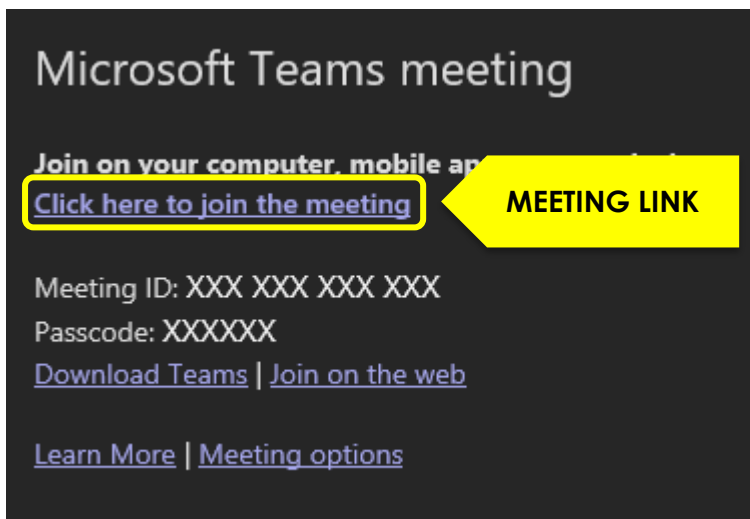 Microsoft Teams meeting
Join on your computer, mobile
Click here to join the meeting
MEETING LINK
Meeting ID: XXX XXX XXX XXX
Passcode: XXXXXX
Download Teams | Join on the web
Learn More | Meeting options